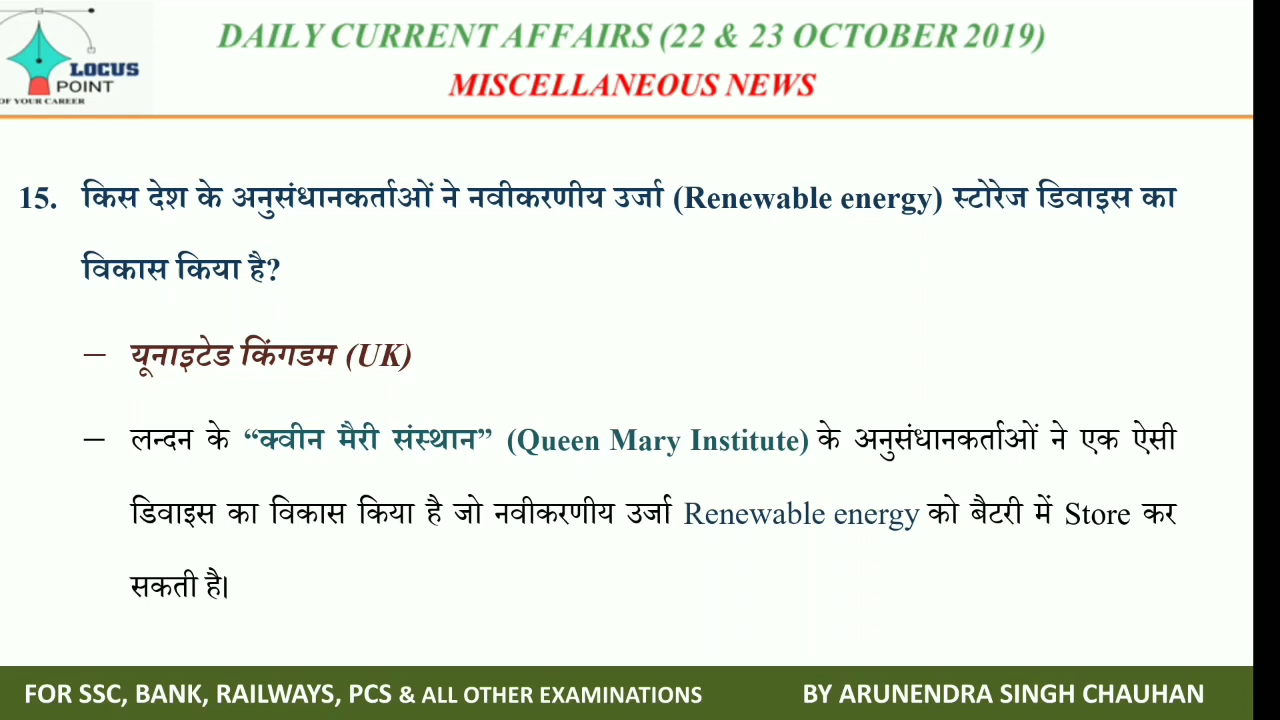 LOCUS
POINT
OF YOUR CAREER
DAILY CURRENT AFFAIRS (22 & 23 OCTOBER 2019)
MISCELLANEOUS NEWS
15. किस देश के अनुसंधानकर्ताओं ने नवीकरणीय उर्जा (Renewable energy) स्टोरेज डिवाइस का
विकास किया है?
– यूनाइटेड किंगडम (UK)
– लन्दन के “क्वीन मैरी संस्थान” (Queen Mary Institute) के अनुसंधानकर्ताओं ने एक ऐसी
डिवाइस का विकास किया है जो नवीकरणीय उर्जा Renewable energy को बैटरी में Store कर
सकती है।
FOR SSC, BANK, RAILWAYS, PCS & ALL OTHER EXAMINATIONS
BY ARUNENDRA SINGH CHAUHAN